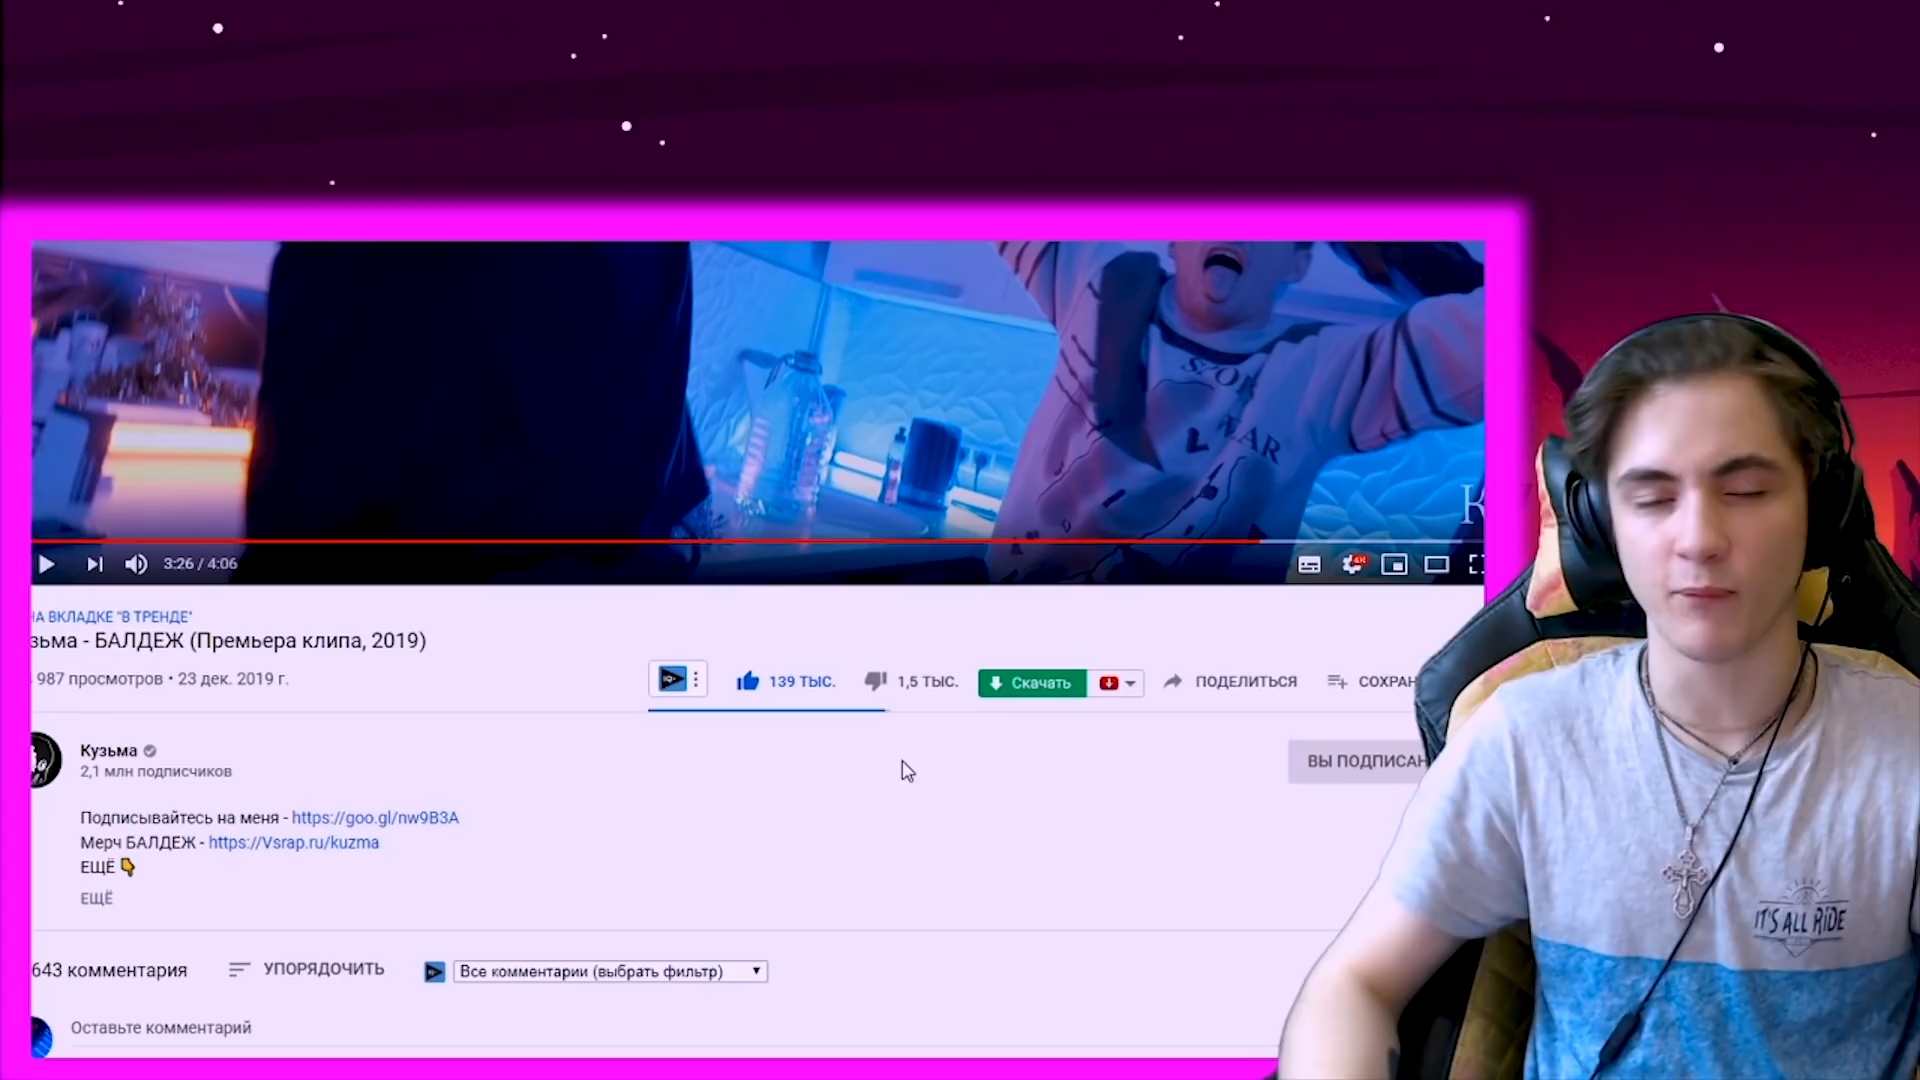 WEAR
3:26 / 4:06
НА ВКЛАДКЕ "В ТРЕНДЕ"
зьма - БАЛДЕЖ (Премьера клипа, 2019)
987 просмотров • 23 дек. 2019 г.
139 ТЫС.
1,5 ТЫС.
Скачать
ПОДЕЛИТЬСЯ
СОХРАН
Кузьма
2,1 млн подписчиков
ВЫ ПОДПИСАН
Подписывайтесь на меня - https://goo.gl/nw9B3A
Мерч БАЛДЕЖ - https://Vsrap.ru/kuzma
ЕЩЁ
ЕЩЁ
643 комментария
УПОРЯДОЧИТЬ
Все комментарии (выбрать фильтр)
Оставьте комментарий
IT'S ALL RIDE